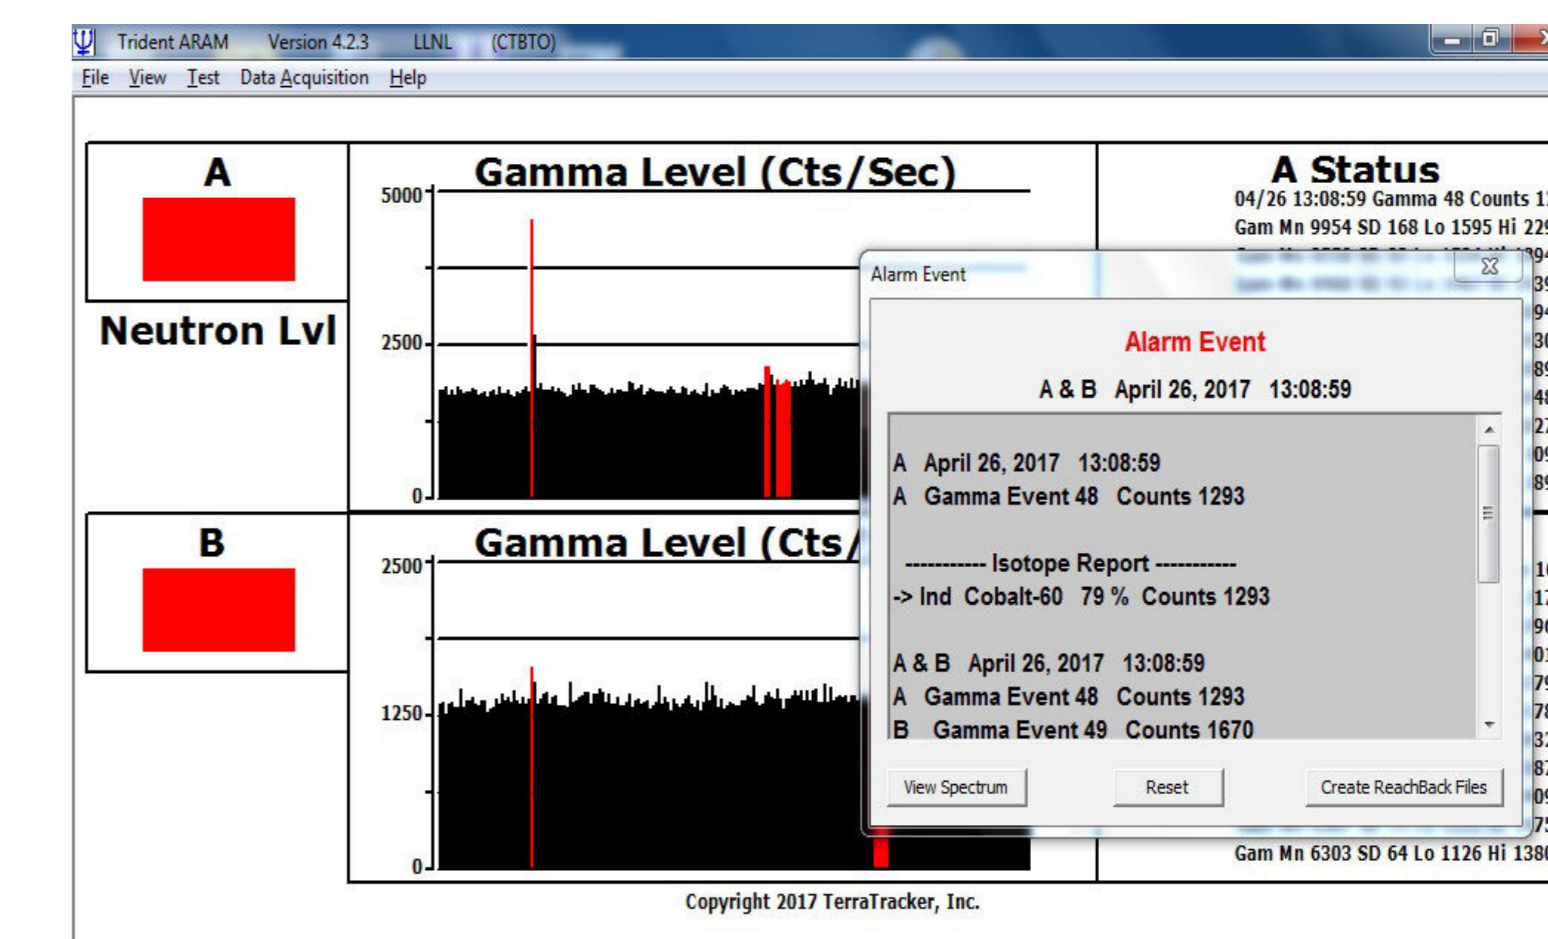 Trident ARAM Version 4.2.3 LLNL (CTBTO)
File View Test Data Acquisition Help
A
Neutron Lvl
B
Gamma Level (Cts/Sec)
5000
2500
0
Gamma Level (Cts/
2500
1250
0
A Status
04/26 13:08:59 Gamma 48 Counts
Gam Mn 9954 SD 168 Lo 1595 Hi
Alarm Event
Alarm Event
A & B April 26, 2017 13:08:59
A April 26, 2017 13:08:59
A Gamma Event 48 Counts 1293
----------- Isotope Report -----------
-> Ind Cobalt-60 79 % Counts 1293
A & B April 26, 2017 13:08:59
A Gamma Event 48 Counts 1293
B Gamma Event 49 Counts 1670
View Spectrum Reset Create ReachBack Files
Gam Mn 6303 SD 64 Lo 1126 Hi
Copyright 2017 TerraTracker, Inc.